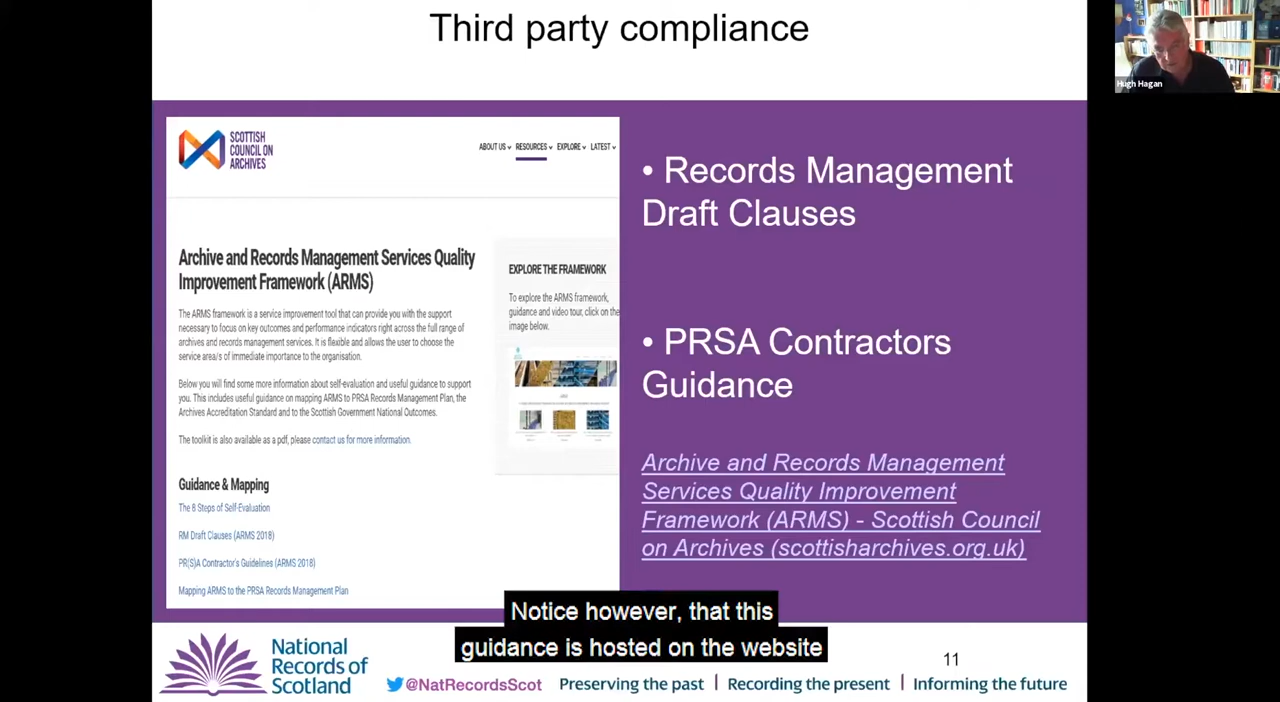 Third party compliance
Hugh Hagan
SCOTTISH
COUNCIL ON
ARCHIVES
ABOUT US RESOURCES EXPLORE LATEST
Archive and Records Management Services Quality
Improvement Framework (ARMS)
The ARMS framework is a service improvement tool that can provide you with the support
necessary to focus on key outcomes and performance indicators right across the full range of
archives and records management services. It is flexible and allows the user to choose the
service area/s of immediate importance to the organisation.
Below you will find some more information about self-evaluation and useful guidance to support
you. This includes useful guidance on mapping ARMS to PRSA Records Management Plan, the
Archives Accreditation Standard and to the Scottish Government National Outcomes.
The toolkit is also available as a pdf, please contact us for more information.
Guidance & Mapping
The 6 Steps of Self-Evaluation
RM Draft Clauses (ARMS 2018)
PR(S)A Contractor's Guidelines (ARMS 2018)
Mapping ARMS to the PRSA Records Management Plan
EXPLORE THE FRAMEWORK
To explore the ARMS framework,
guidance and video tour, click on the
image below.
• Records Management
Draft Clauses
• PRSA Contractors
Guidance
Archive and Records Management
Services Quality Improvement
Framework (ARMS) - Scottish Council
on Archives (scottisharchives.org.uk)
Notice however, that this
guidance is hosted on the website
11
National
Records of
Scotland
@NatRecordsScot
Preserving the past | Recording the present | Informing the future